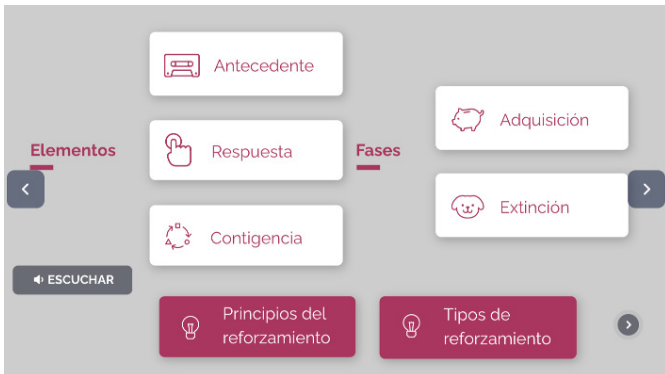 Elementos
Antecedente
Respuesta
Contigencia
Fases
Adquisición
Extinción
ESCUCHAR
Principios del
reforzamiento
Tipos de
reforzamiento